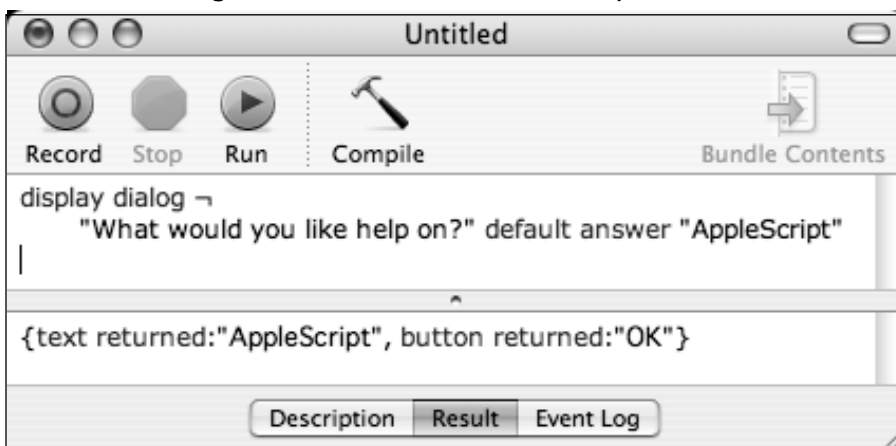 Untitled
Record Stop Run Compile Bundle Contents
display dialog ¬
"What would you like help on?" default answer "AppleScript"
{text returned:"AppleScript", button returned:"OK"}
Description Result Event Log